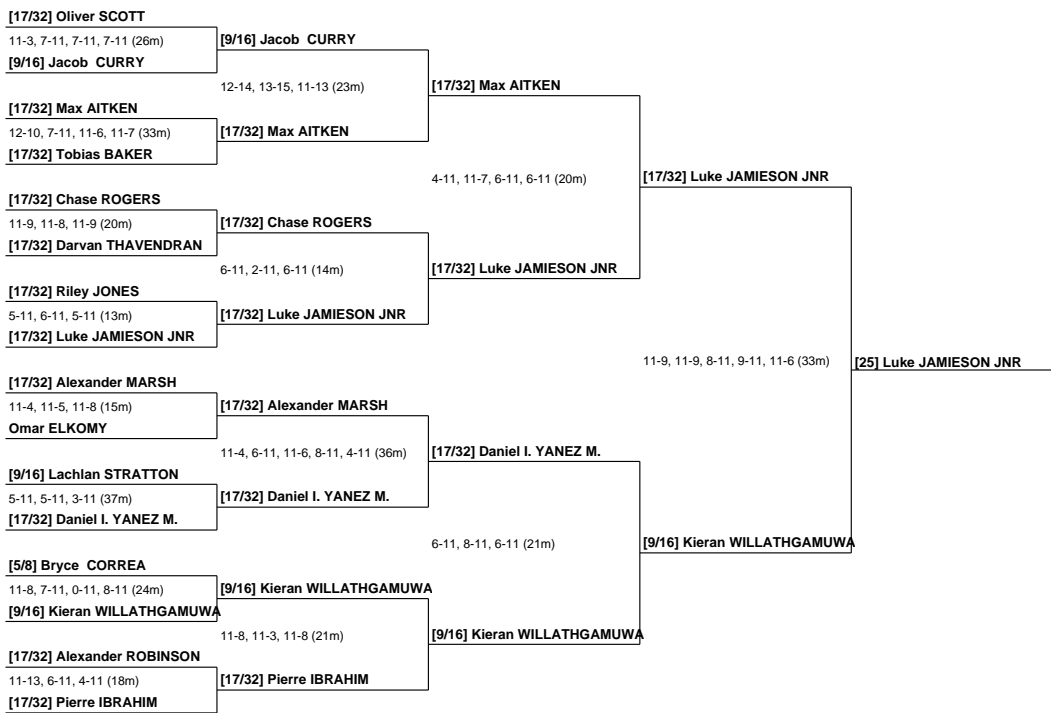 [17/32] Oliver SCOTT
11-3, 7-11, 7-11, 7-11 (26m)
[9/16] Jacob  CURRY
[17/32] Max AITKEN
12-10, 7-11, 11-6, 11-7 (33m)
[17/32] Tobias BAKER
[17/32] Chase ROGERS
11-9, 11-8, 11-9 (20m)
[17/32] Darvan THAVENDRAN
[17/32] Riley JONES
5-11, 6-11, 5-11 (13m)
[17/32] Luke JAMIESON JNR
[17/32] Alexander MARSH
11-4, 11-5, 11-8 (15m)
Omar ELKOMY
[9/16] Lachlan STRATTON
5-11, 5-11, 3-11 (37m)
[17/32] Daniel I. YANEZ M.
[5/8] Bryce  CORREA
11-8, 7-11, 0-11, 8-11 (24m)
[9/16] Kieran WILLATHGAMUWA
[17/32] Alexander ROBINSON
11-13, 6-11, 4-11 (18m)
[17/32] Pierre IBRAHIM
[9/16] Jacob  CURRY
12-14, 13-15, 11-13 (23m)
[17/32] Max AITKEN
[17/32] Chase ROGERS
6-11, 2-11, 6-11 (14m)
[17/32] Luke JAMIESON JNR
[17/32] Alexander MARSH
11-4, 6-11, 11-6, 8-11, 4-11 (36m)
[17/32] Daniel I. YANEZ M.
[9/16] Kieran WILLATHGAMUWA
11-8, 11-3, 11-8 (21m)
[17/32] Pierre IBRAHIM
[17/32] Max AITKEN
4-11, 11-7, 6-11, 6-11 (20m)
[17/32] Luke JAMIESON JNR
[17/32] Daniel I. YANEZ M.
6-11, 8-11, 6-11 (21m)
[9/16] Kieran WILLATHGAMUWA
[17/32] Luke JAMIESON JNR
11-9, 11-9, 8-11, 9-11, 11-6 (33m)
[9/16] Kieran WILLATHGAMUWA
[25] Luke JAMIESON JNR